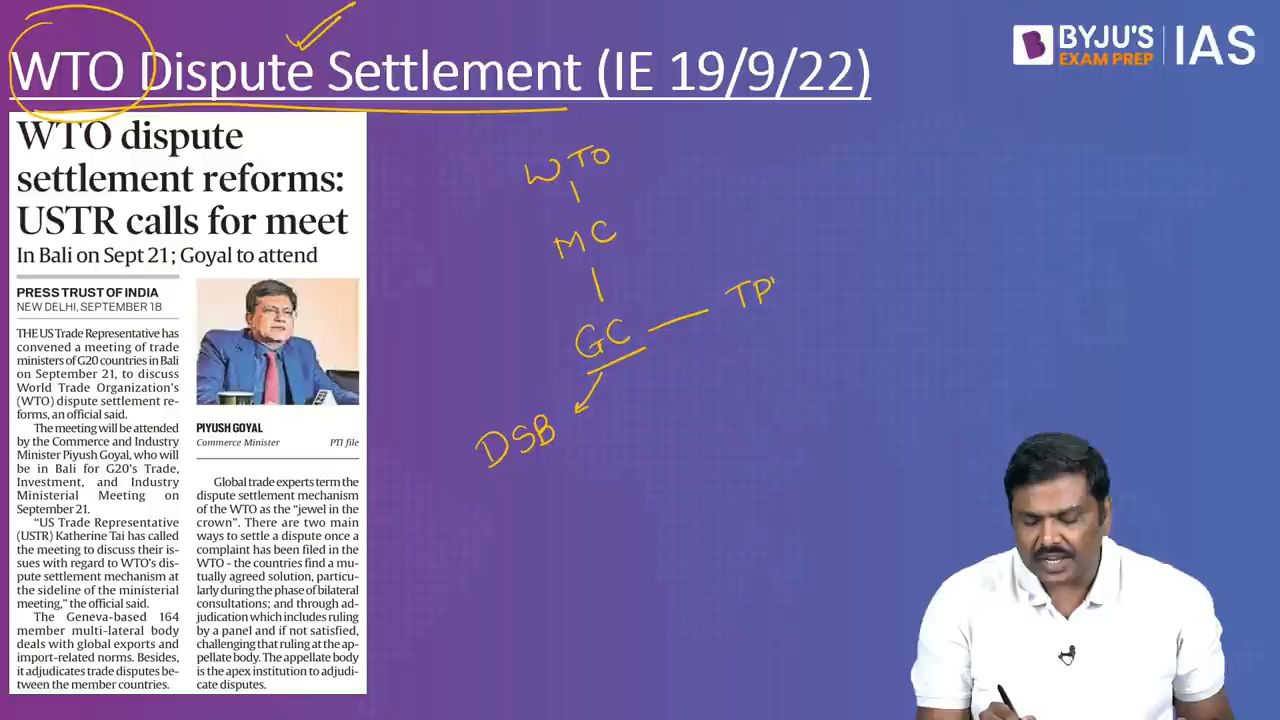 WTO Dispute Settlement (IE 19/9/22)
BYJU'S
EXAM PREP
IAS
WTO dispute
settlement reforms:
USTR calls for meet
In Bali on Sept 21; Goyal to attend
PRESS TRUST OF INDIA
NEW DELHI, SEPTEMBER 18
THE US Trade Representative has
convened a meeting of trade
ministers of G20 countries in Bali
on September 21, to discuss
World Trade Organization's
(WTO) dispute settlement re-
forms, an official said.
The meeting will be attended
by the Commerce and Industry
Minister Piyush Goyal, who will
be in Bali for G20's Trade,
Investment, and Industry
Ministerial Meeting on
September 21.
"US Trade Representative
(USTR) Katherine Tai has called
the meeting to discuss their is-
sues with regard to WTO's dis-
pute settlement mechanism at
the sideline of the ministerial
meeting," the official said.
The Geneva-based 164
member multi-lateral body
deals with global exports and
import-related norms. Besides,
it adjudicates trade disputes be-
tween the member countries.
PIYUSH GOYAL
Commerce Minister PTI file
Global trade experts term the
dispute settlement mechanism
of the WTO as the "jewel in the
crown". There are two main
ways to settle a dispute once a
complaint has been filed in the
WTO - the countries find a mu-
tually agreed solution, particu-
larly during the phase of bilateral
consultations; and through ad-
judication which includes ruling
by a panel and if not satisfied,
challenging that ruling at the ap-
pellate body. The appellate body
is the apex institution to adjudi-
cate disputes.
WTO
MC
GC
TP
DSB